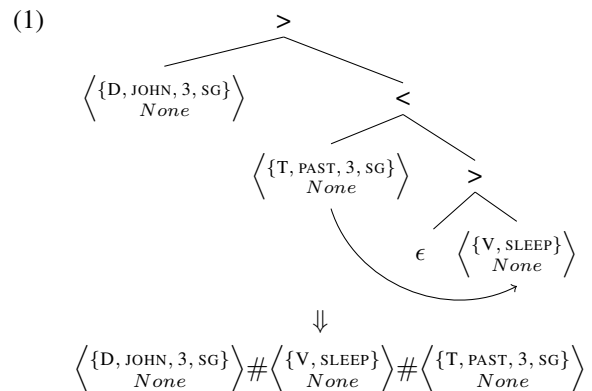 (1)
>
⟨{D, JOHN, 3, SG}
None⟩
<
⟨{T, PAST, 3, SG}
None⟩
>
ϵ
⟨{V, SLEEP}
None⟩
⇓
⟨{D, JOHN, 3, SG}
None⟩#⟨{V, SLEEP}
None⟩#⟨{T, PAST, 3, SG}
None⟩